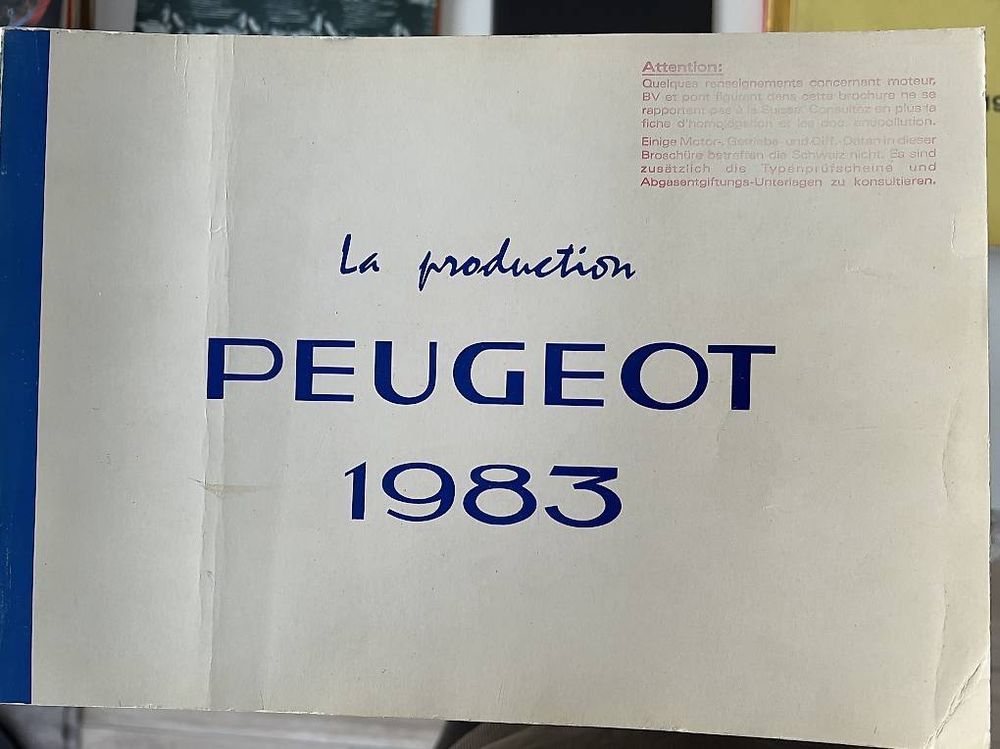 Attention:
Quelques renseignements concernant moteur,
BV et pont figurant dans cette brochure ne se
rapportent pas à la Suisse. Consultez en plus la
fiche d'homologation et les doc. antipollution.
Einige Motor-, Getriebe- und Diff.-Daten in dieser
Broschüre betreffen die Schweiz nicht. Es sind
zusätzlich die Typenprüfscheine und
Abgasentgiftungs-Unterlagen zu konsultieren.
La production
PEUGEOT
1983